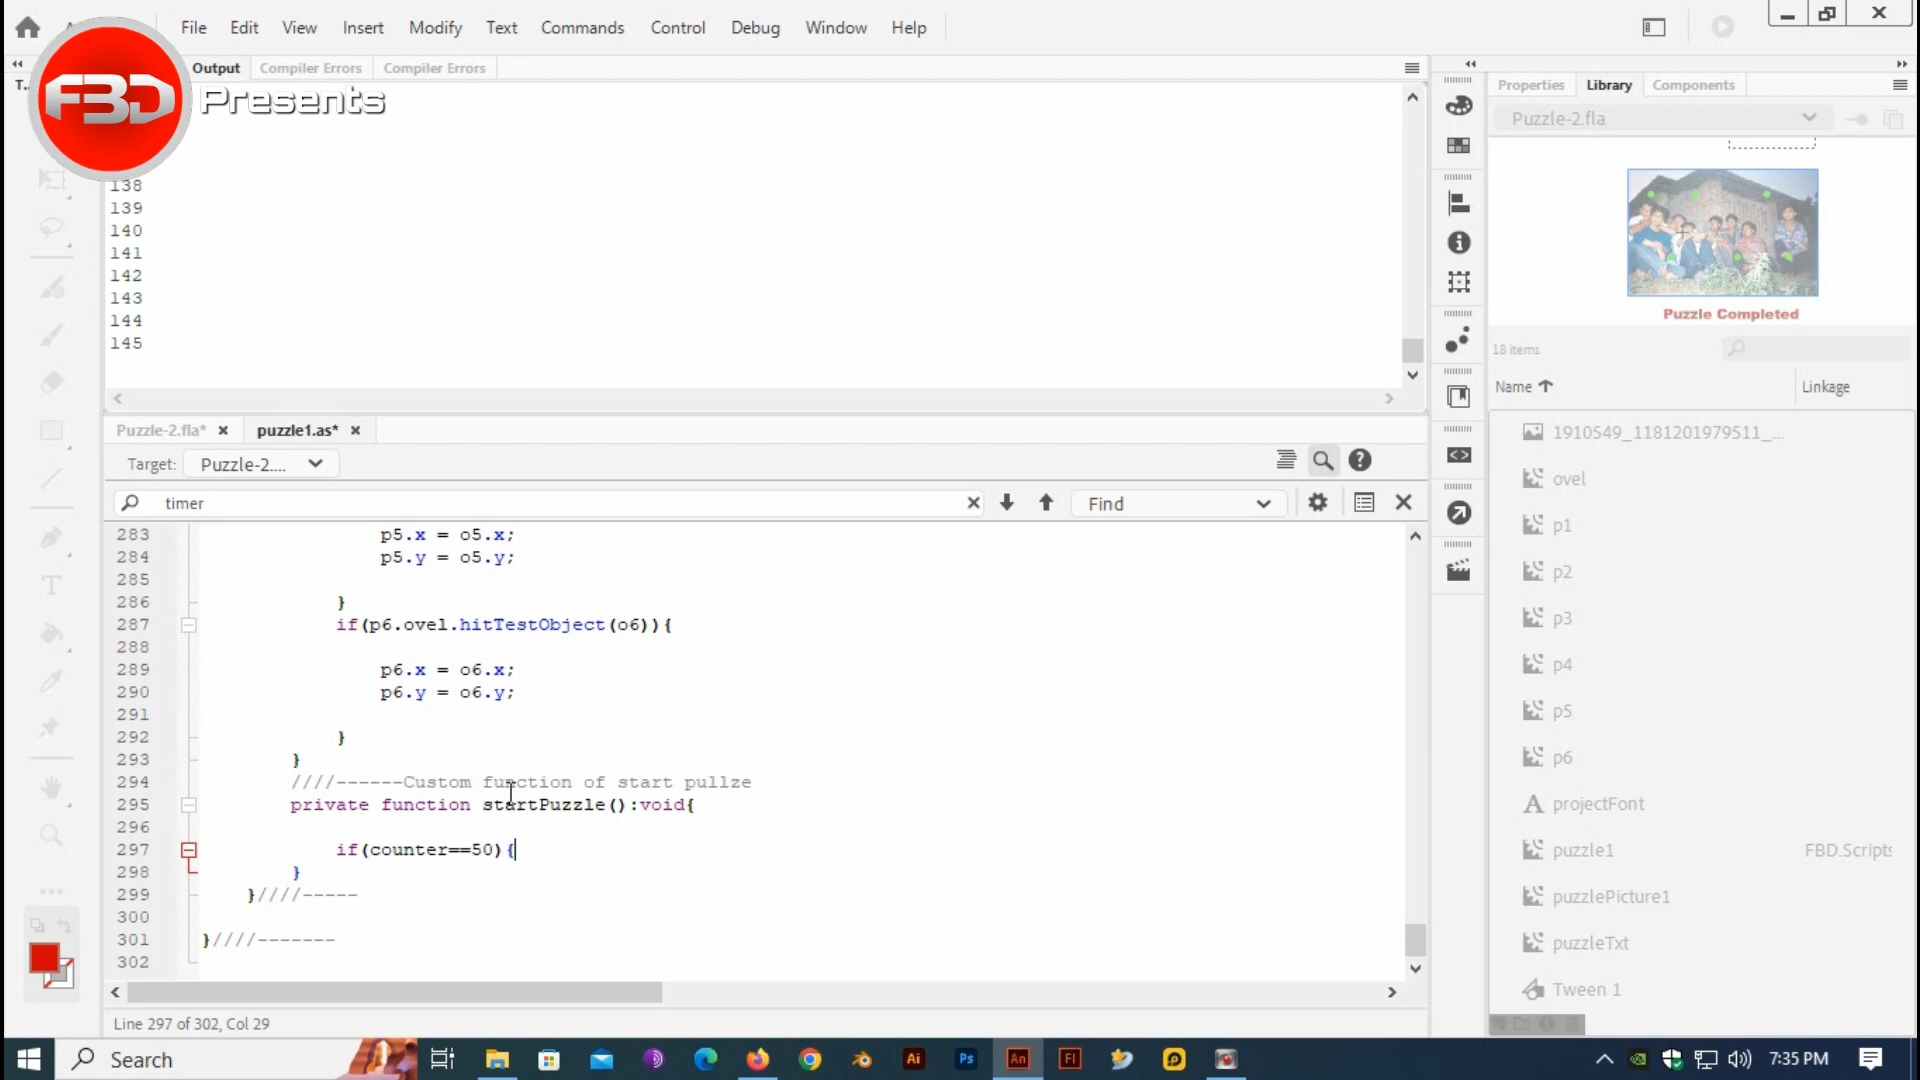 File Edit View Insert Modify Text Commands Control Debug Window Help
FBD Presents
Output Compiler Errors Compiler Errors
138
139
140
141
142
143
144
145
Puzzle-2.fla* puzzle1.as*
Target: Puzzle-2....
timer
Find
283 p5.x = o5.x;
284 p5.y = o5.y;
285
286 }
287 if(p6.ovel.hitTestObject(o6)){
288
289 p6.x = o6.x;
290 p6.y = o6.y;
291
292 }
293 }
294 ////------Custom function of start pullze
295 private function startPuzzle():void{
296
297 if(counter==50){
298 }
299 }////-----
300
301 }////-------
302
Line 297 of 302, Col 29
Properties Library Components
Puzzle-2.fla
Puzzle Completed
18 items
Name Linkage
1910549_1181201979511_...
ovel
p1
p2
p3
p4
p5
p6
projectFont
puzzle1 FBD.Scripts
puzzlePicture1
puzzleTxt
Tween 1
Search
Ai Ps An Fl
7:35 PM